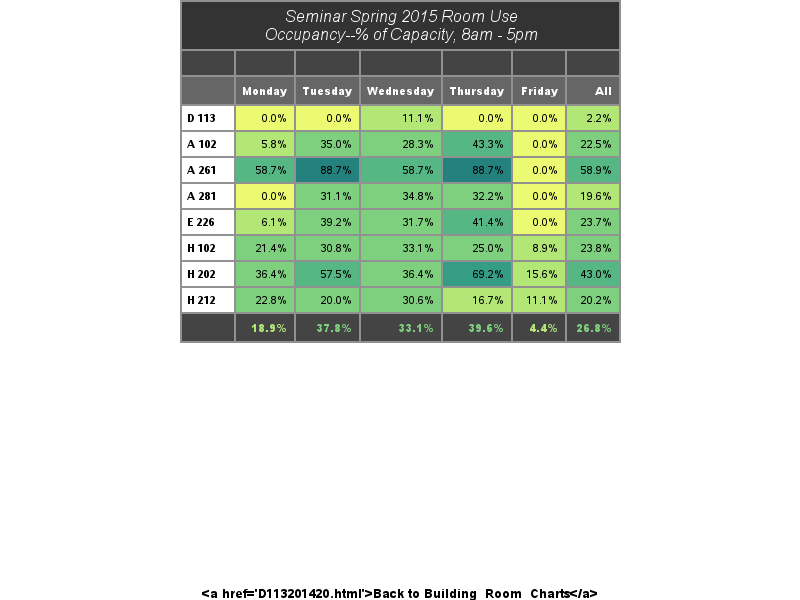 Seminar Spring 2015 Room Use
Occupancy--% of Capacity, 8am - 5pm
Monday Tuesday Wednesday Thursday Friday All
D 113 0.0% 0.0% 11.1% 0.0% 0.0% 2.2%
A 102 5.8% 35.0% 28.3% 43.3% 0.0% 22.5%
A 261 58.7% 88.7% 58.7% 88.7% 0.0% 58.9%
A 281 0.0% 31.1% 34.8% 32.2% 0.0% 19.6%
E 226 6.1% 39.2% 31.7% 41.4% 0.0% 23.7%
H 102 21.4% 30.8% 33.1% 25.0% 8.9% 23.8%
H 202 36.4% 57.5% 36.4% 69.2% 15.6% 43.0%
H 212 22.8% 20.0% 30.6% 16.7% 11.1% 20.2%
18.9% 37.8% 33.1% 39.6% 4.4% 26.8%
<a href='D113201420.html'>Back to Building_Room_Charts</a>